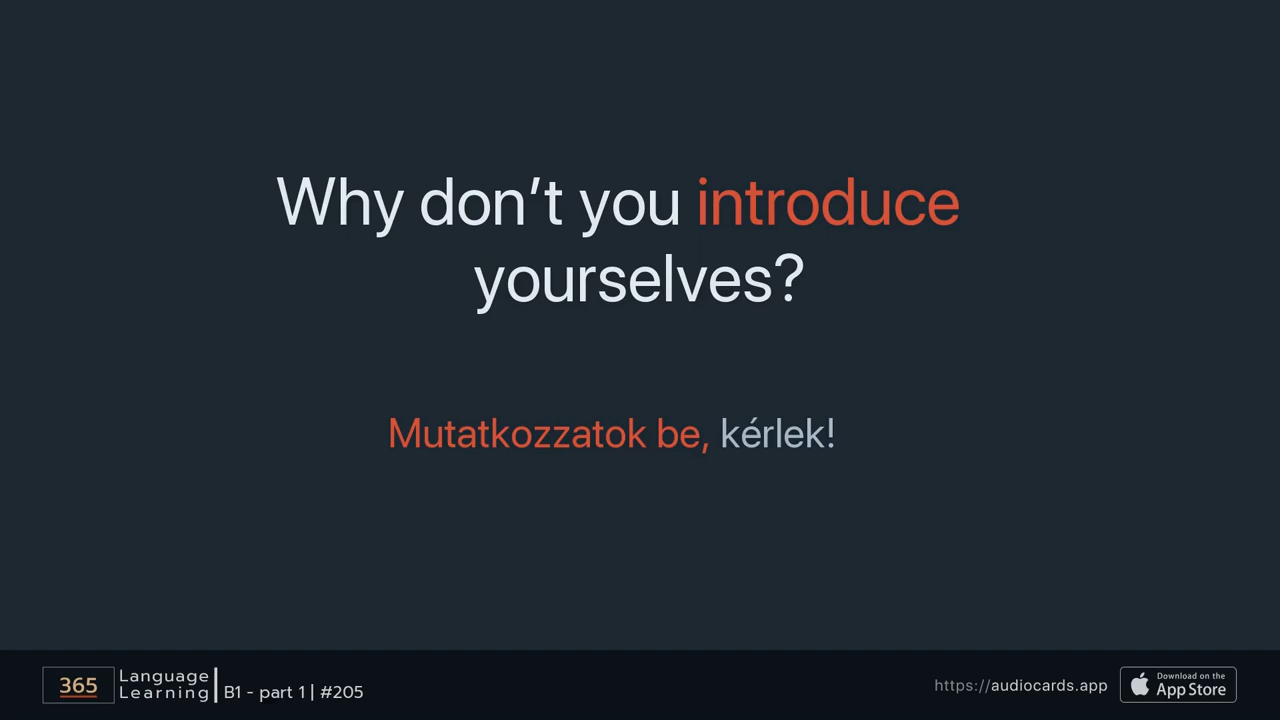 Why don’t you introduce
yourselves?
Mutatkozzatok be, kérlek!
365
Language
Learning
B1 - part 1 | #205
https://audiocards.app
Download on the
App Store